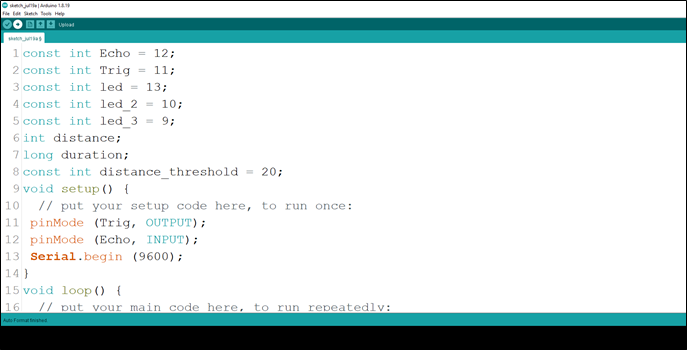 sketch_jul19a | Arduino 1.8.19
File Edit Sketch Tools Help
Upload
sketch_jul19a §
1 const int Echo = 12;
2 const int Trig = 11;
3 const int led = 13;
4 const int led_2 = 10;
5 const int led_3 = 9;
6 int distance;
7 long duration;
8 const int distance_threshold = 20;
9 void setup() {
10 // put your setup code here, to run once:
11 pinMode (Trig, OUTPUT);
12 pinMode (Echo, INPUT);
13 Serial.begin (9600);
14 }
15 void loop() {
16 // put your main code here, to run repeatedly:
Auto Format finished.